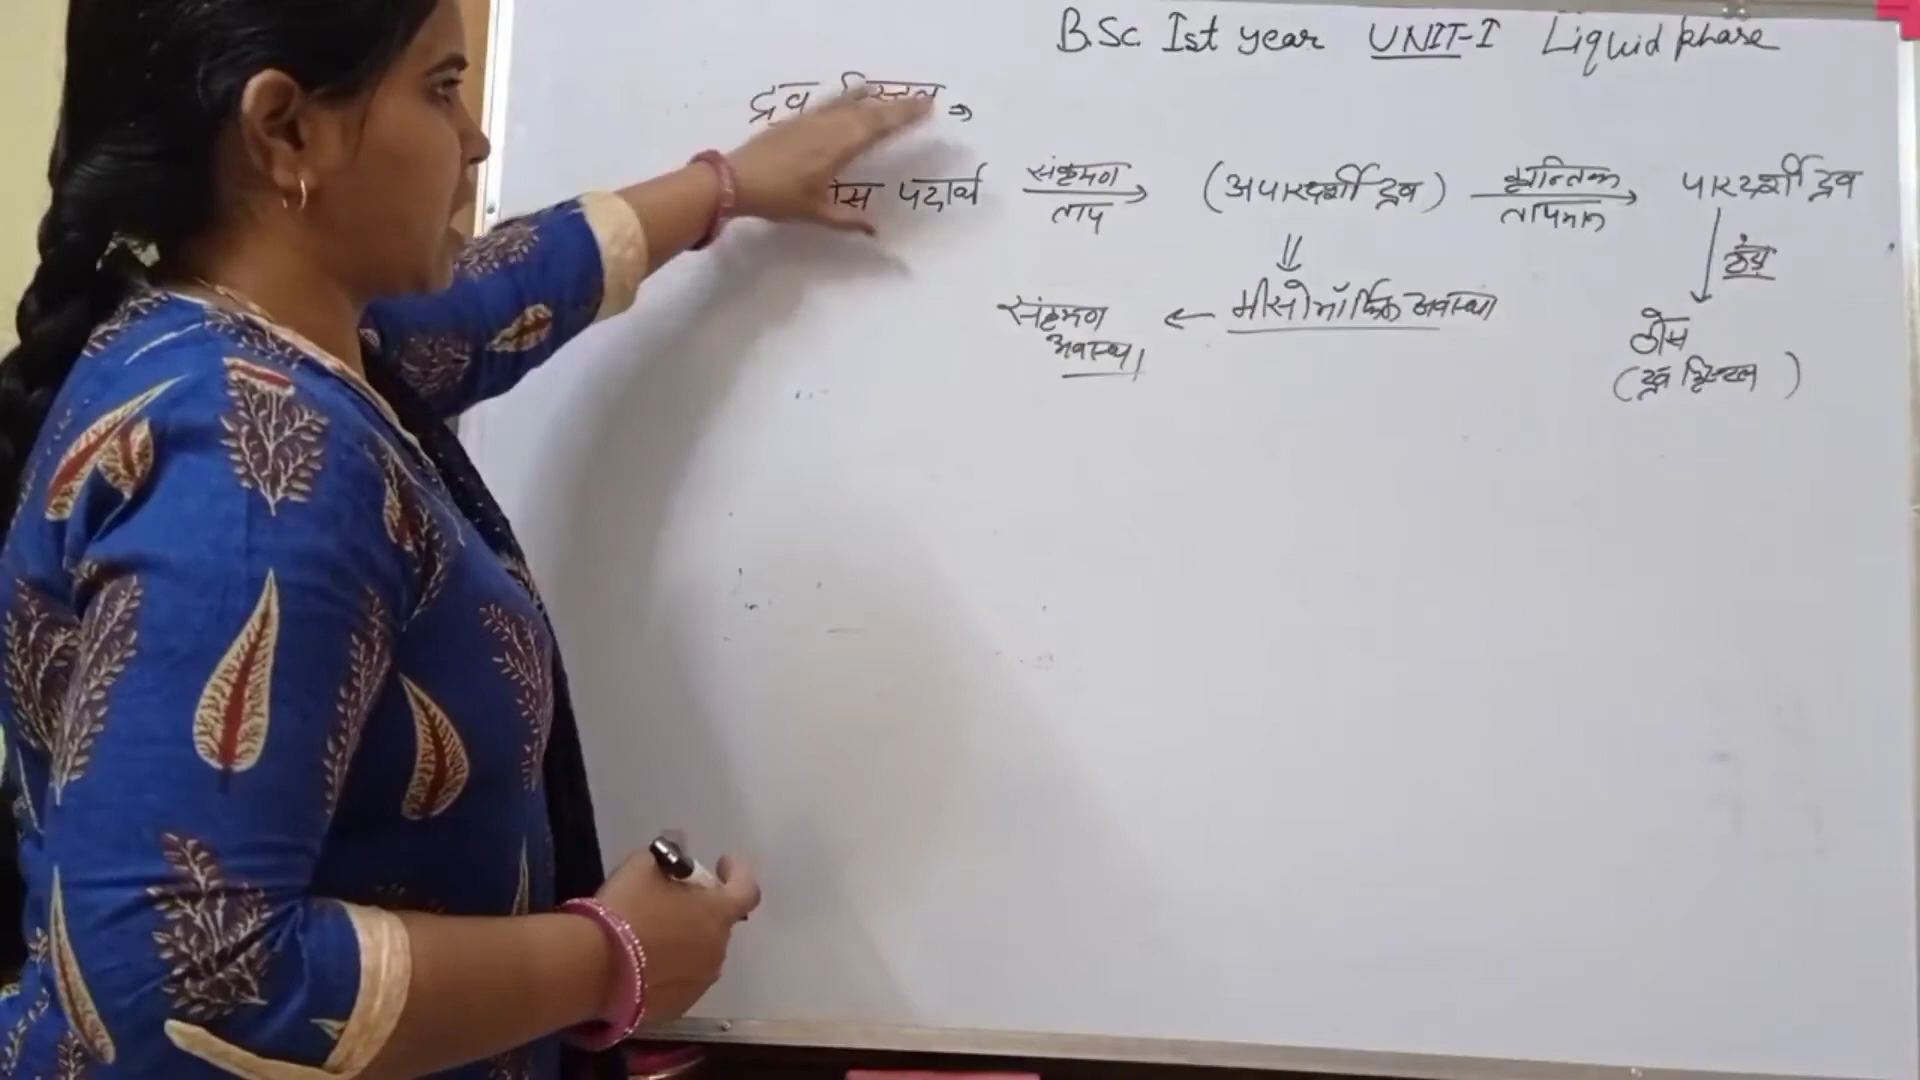 B.Sc. Ist year UNIT-I Liquid phase
द्रव
पदार्थ संक्रमण ताप (अपारदर्शी द्रव) क्रान्तिक तापमान पारदर्शी द्रव
ठंडा
संक्रमण अवस्था ← मीसोमॉर्फिक अवस्था
ठोस
(द्रव क्रिस्टल)